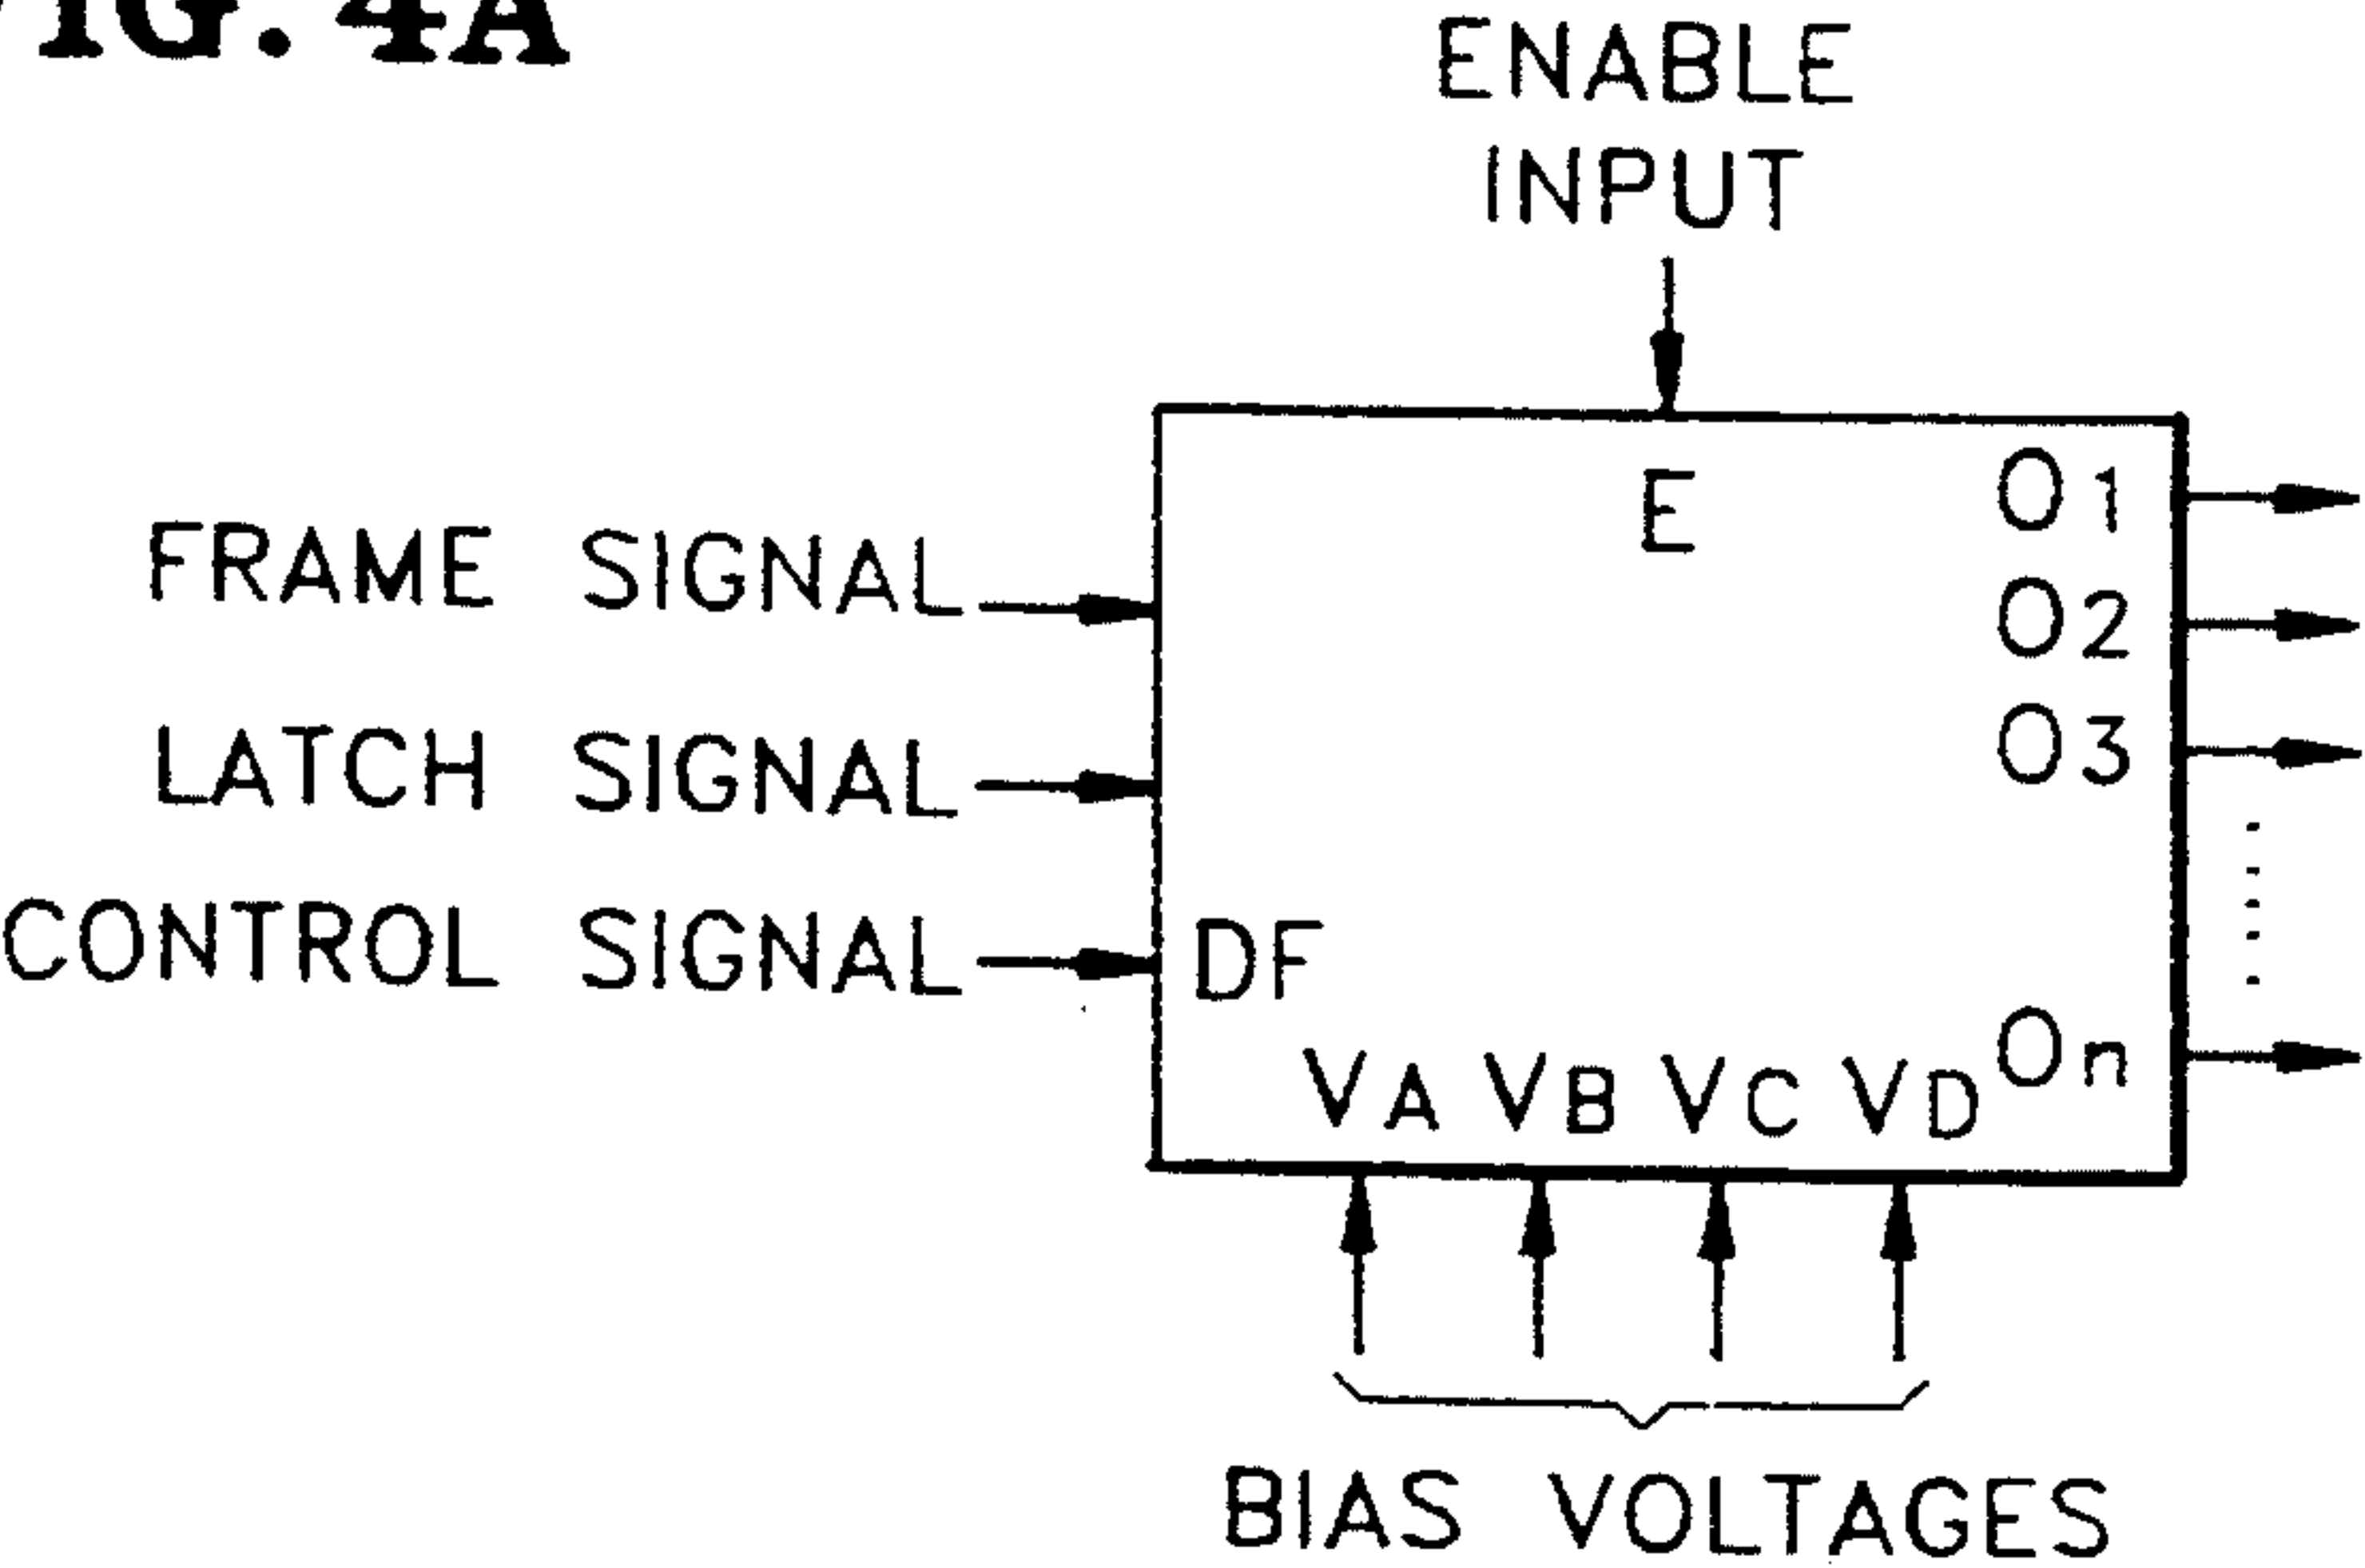 FIG. 4A
ENABLE
INPUT
E
O1
FRAME SIGNAL
O2
LATCH SIGNAL
O3
CONTROL SIGNAL
DF
On
VA VB VC VD
BIAS VOLTAGES